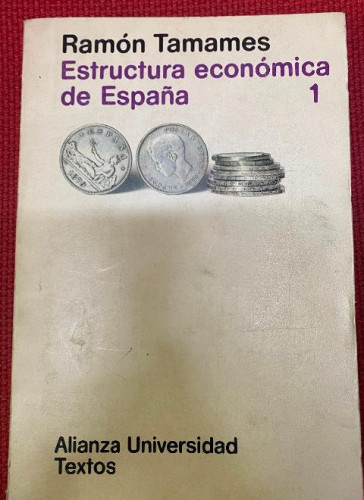 Ramón Tamames
Estructura económica
de España 1
Alianza Universidad
Textos